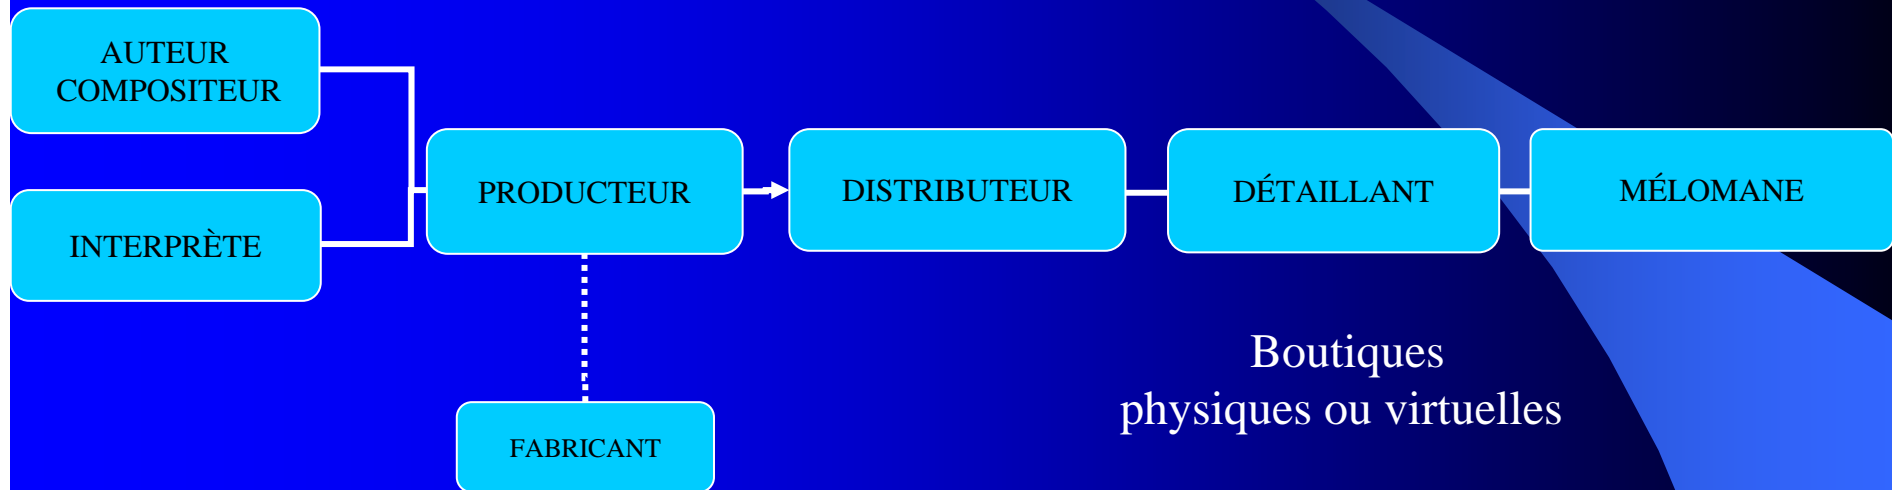 AUTEUR
COMPOSITEUR
INTERPRÈTE
PRODUCTEUR
DISTRIBUTEUR
DÉTAILLANT
MÉLOMANE
FABRICANT
Boutiques
physiques ou virtuelles